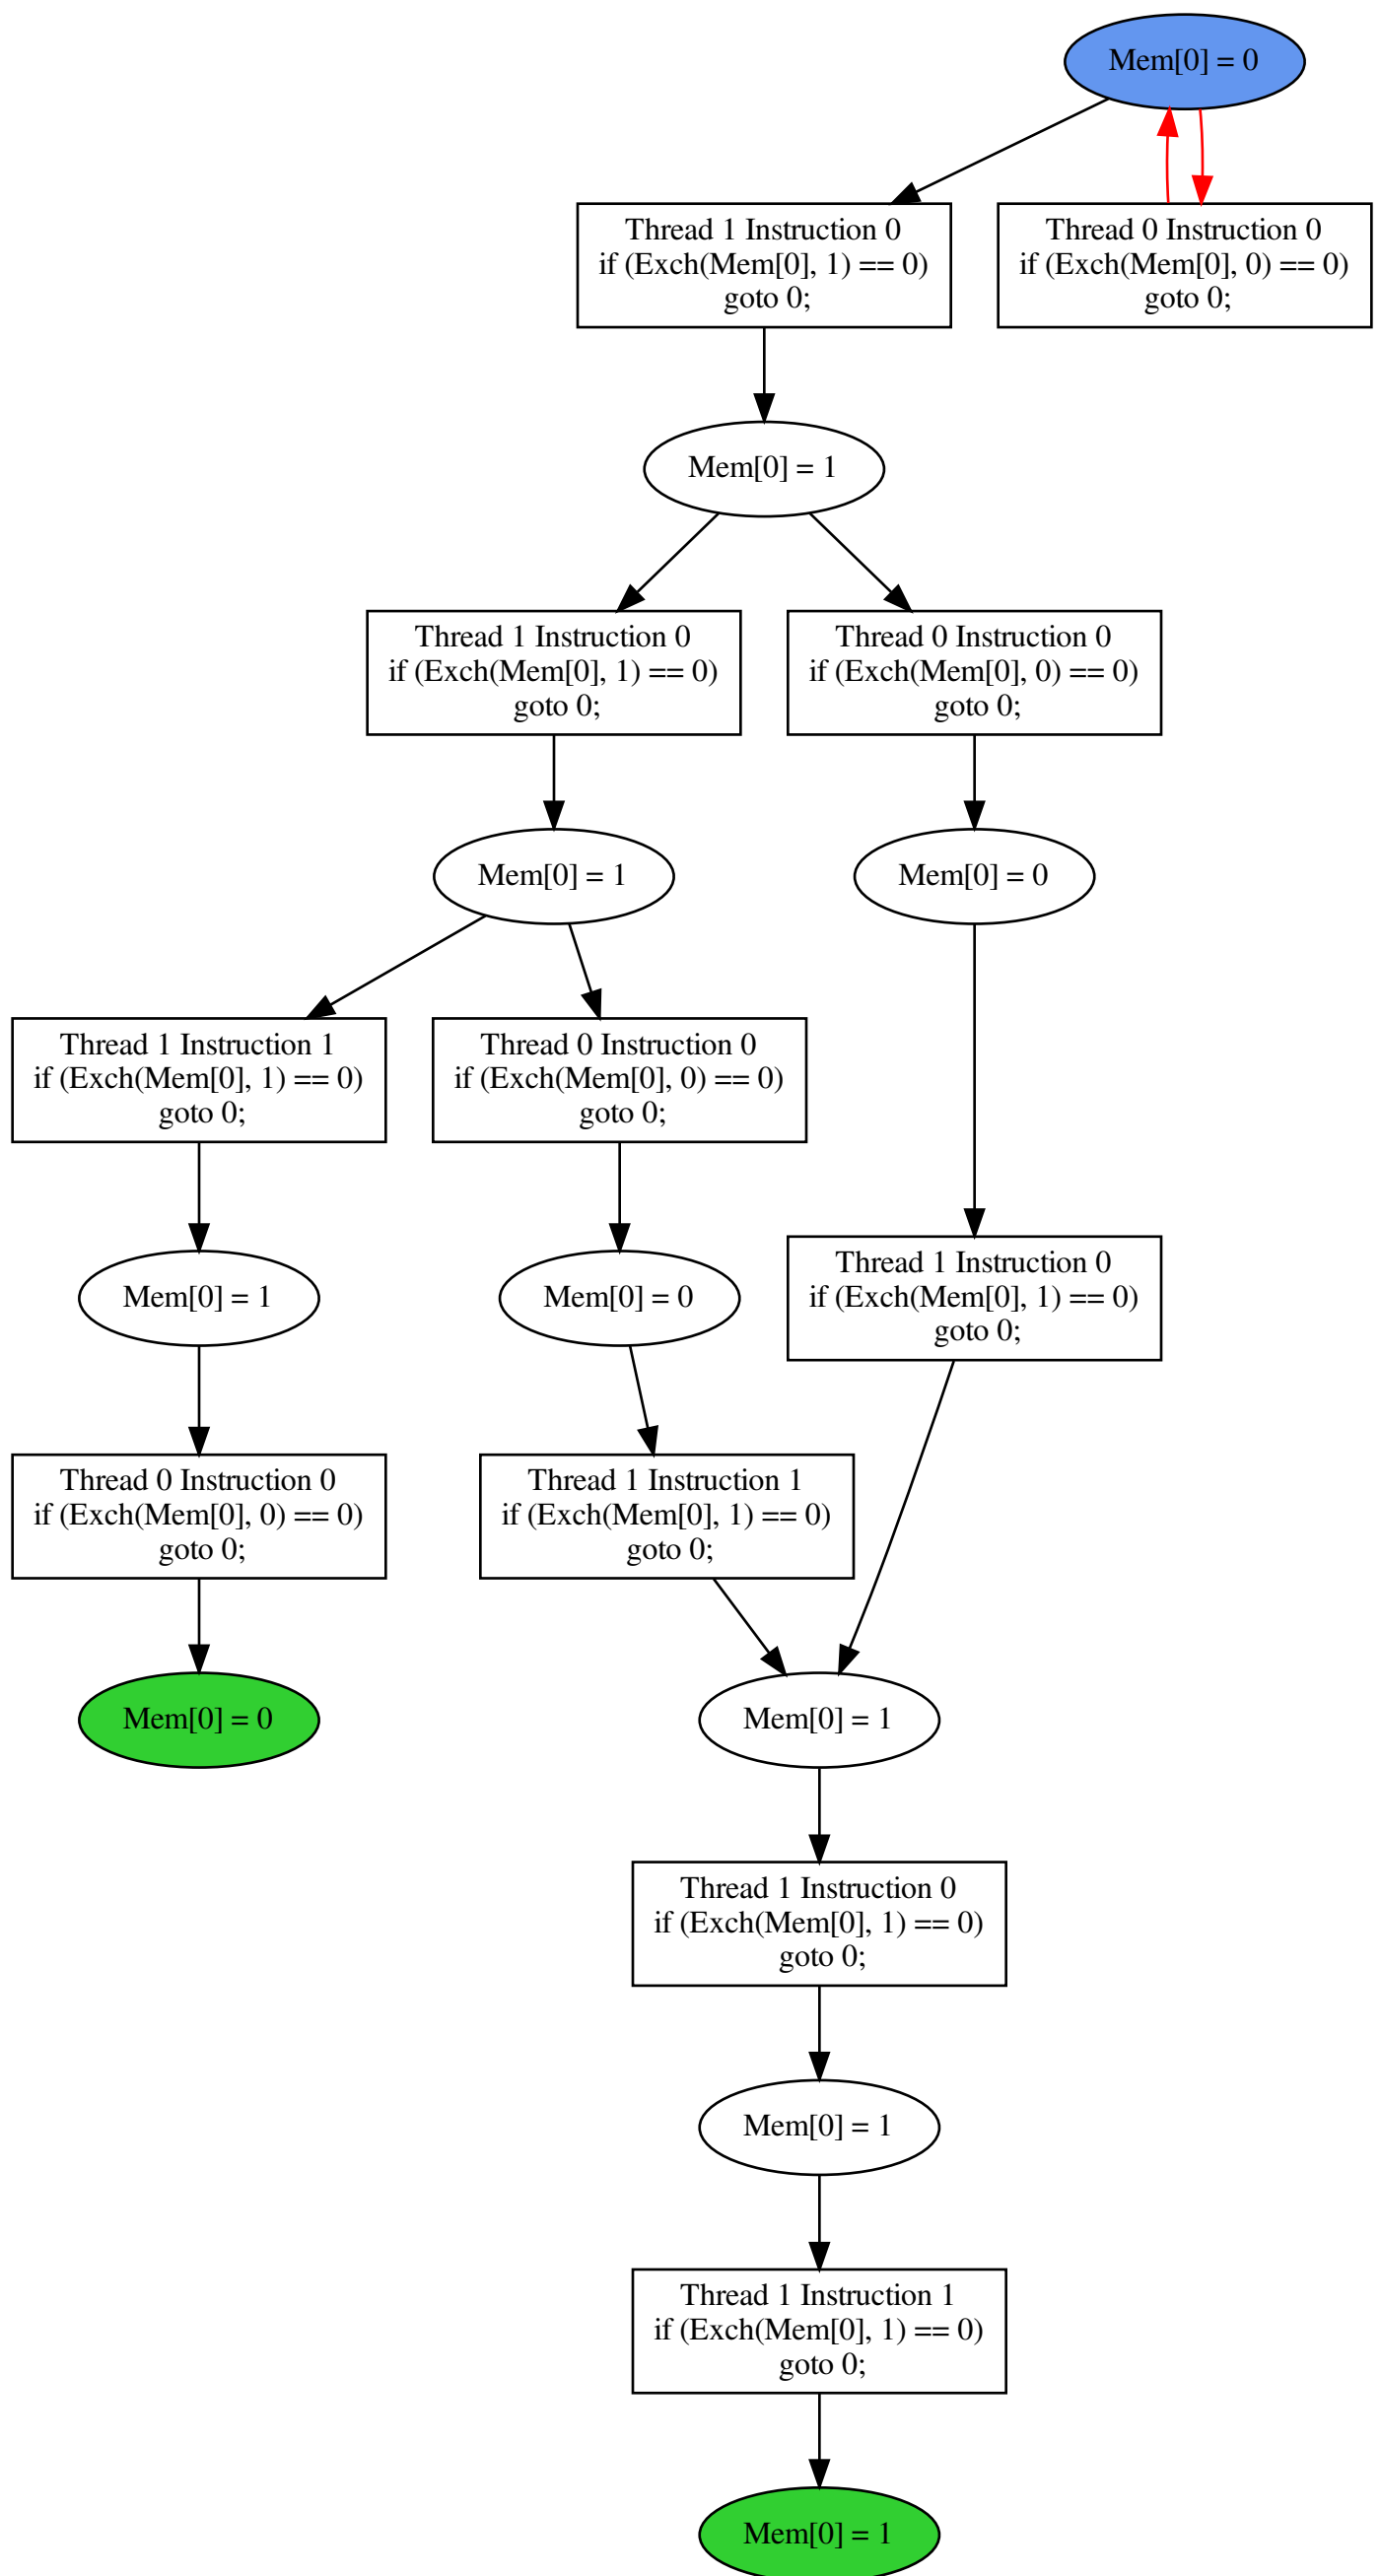 Mem[0] = 0
Thread 1 Instruction 0
if (Exch(Mem[0], 1) == 0)
goto 0;
Thread 0 Instruction 0
if (Exch(Mem[0], 0) == 0)
goto 0;
Mem[0] = 1
Thread 1 Instruction 0
if (Exch(Mem[0], 1) == 0)
goto 0;
Thread 0 Instruction 0
if (Exch(Mem[0], 0) == 0)
goto 0;
Mem[0] = 1
Mem[0] = 0
Thread 1 Instruction 1
if (Exch(Mem[0], 1) == 0)
goto 0;
Thread 0 Instruction 0
if (Exch(Mem[0], 0) == 0)
goto 0;
Mem[0] = 1
Mem[0] = 0
Thread 1 Instruction 0
if (Exch(Mem[0], 1) == 0)
goto 0;
Thread 0 Instruction 0
if (Exch(Mem[0], 0) == 0)
goto 0;
Thread 1 Instruction 1
if (Exch(Mem[0], 1) == 0)
goto 0;
Mem[0] = 0
Mem[0] = 1
Thread 1 Instruction 0
if (Exch(Mem[0], 1) == 0)
goto 0;
Mem[0] = 1
Thread 1 Instruction 1
if (Exch(Mem[0], 1) == 0)
goto 0;
Mem[0] = 1